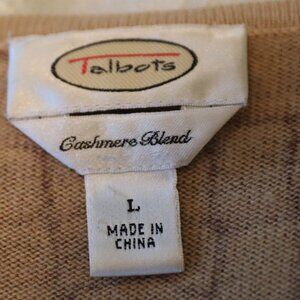 Talbots
Cashmere Blend
L
MADE IN
CHINA